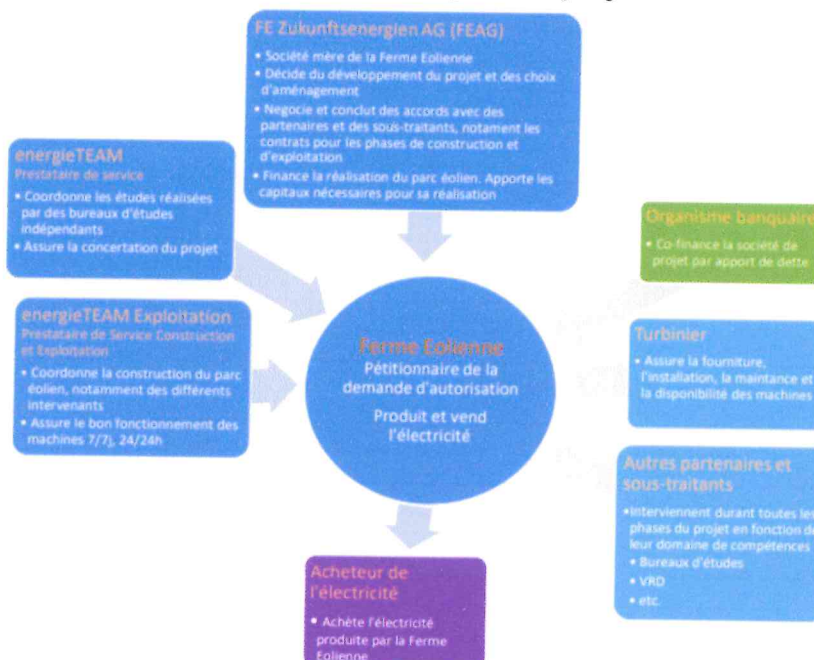 FE Zukunftsenergien AG (FEAG)
• Société mère de la Ferme Eolienne
• Décide du développement du projet et des choix
d'aménagement
• Negocie et conclut des accords avec des
partenaires et des sous-traitants, notamment les
contrats pour les phases de construction et
d'exploitation
• Finance la réalisation du parc éolien. Apporte les
capitaux nécessaires pour sa réalisation
energieTEAM
Prestataire de service
• Coordonne les études réalisées
par des bureaux d'études
indépendants
• Assure la concertation du projet
energieTEAM Exploitation
Prestataire de Service Construction
et Exploitation
• Coordonne la construction du parc
éolien, notamment des différents
intervenants
• Assure le bon fonctionnement des
machines 7/7j, 24/24h
Ferme Eolienne
Pétitionnaire de la
demande d'autorisation
Produit et vend
l'électricité
Organisme banquaire
• Co-finance la société de
projet par apport de dette
Turbinier
• Assure la fourniture,
l'installation, la maintance et
la disponibilité des machines
Autres partenaires et
sous-traitants
•Interviennent durant toutes les
phases du projet en fonction de
leur domaine de compétences
• Bureaux d'études
• VRD
• etc.
Acheteur de
l'électricité
• Achète l'électricité
produite par la Ferme
Eolienne